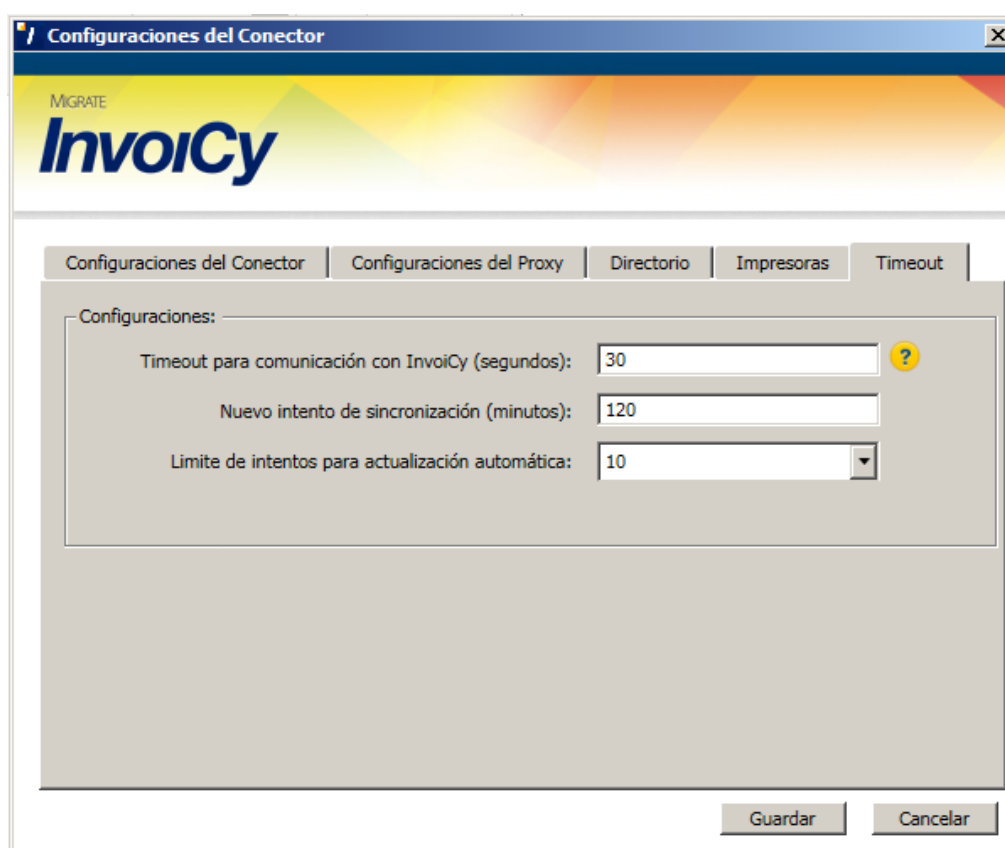 Configuraciones del Conector
MIGRATE
InvoiCy
Configuraciones del Conector
Configuraciones del Proxy
Directorio
Impresoras
Timeout
Configuraciones:
Timeout para comunicación con InvoiCy (segundos): 30 ?
Nuevo intento de sincronización (minutos): 120
Limite de intentos para actualización automática: 10
Guardar
Cancelar